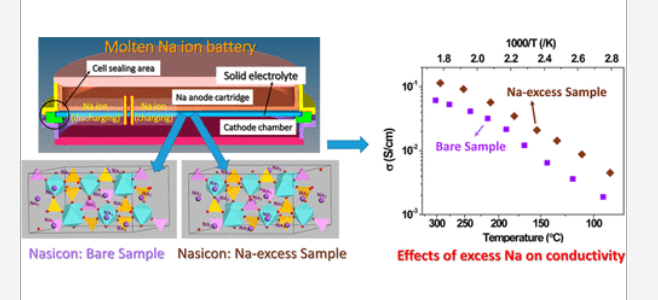 Molten Na ion battery
Cell sealing area
Solid electrolyte
Na anode cartridge
Na ion
(discharging)
Na ion
(charging)
Cathode chamber
Nasicon: Bare Sample
Nasicon: Na-excess Sample
1000/T (/K)
1.8 2.0 2.2 2.4 2.6 2.8
Na-excess Sample
Bare Sample
σ (S/cm)
10-1
10-2
10-3
300 250 200 150 100
Temperature (°C)
Effects of excess Na on conductivity